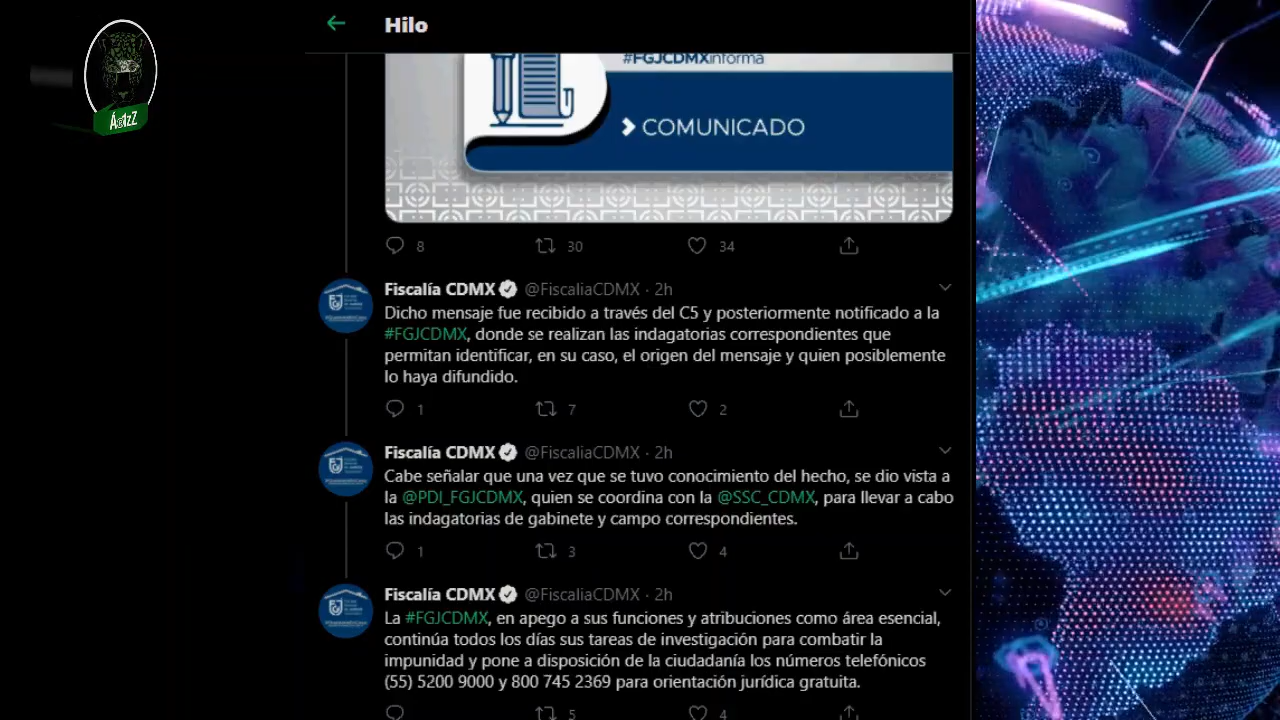 Hilo
#FGJCDMXinforma
COMUNICADO
8 30 34
Fiscalía CDMX @FiscaliaCDMX · 2h
Dicho mensaje fue recibido a través del C5 y posteriormente notificado a la
#FGJCDMX, donde se realizan las indagatorias correspondientes que
permitan identificar, en su caso, el origen del mensaje y quien posiblemente
lo haya difundido.
1 7 2
Fiscalía CDMX @FiscaliaCDMX · 2h
Cabe señalar que una vez que se tuvo conocimiento del hecho, se dio vista a
la @PDI_FGJCDMX, quien se coordina con la @SSC_CDMX, para llevar a cabo
las indagatorias de gabinete y campo correspondientes.
1 3 4
Fiscalía CDMX @FiscaliaCDMX · 2h
La #FGJCDMX, en apego a sus funciones y atribuciones como área esencial,
continúa todos los días sus tareas de investigación para combatir la
impunidad y pone a disposición de la ciudadanía los números telefónicos
(55) 5200 9000 y 800 745 2369 para orientación jurídica gratuita.
5 4